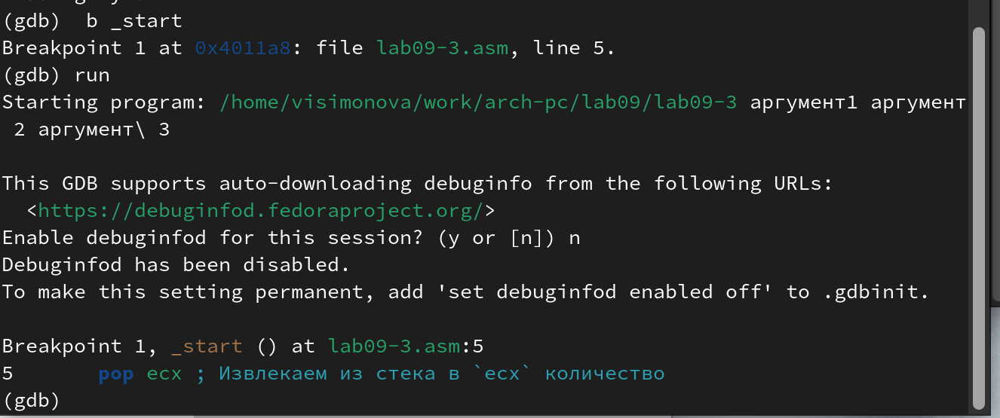 (gdb)  b _start
Breakpoint 1 at 0x4011a8: file lab09-3.asm, line 5.
(gdb) run
Starting program: /home/visimonova/work/arch-pc/lab09/lab09-3 аргумент1 аргумент
 2 аргумент\ 3
This GDB supports auto-downloading debuginfo from the following URLs:
  <https://debuginfod.fedoraproject.org/>
Enable debuginfod for this session? (y or [n]) n
Debuginfod has been disabled.
To make this setting permanent, add 'set debuginfod enabled off' to .gdbinit.
Breakpoint 1, _start () at lab09-3.asm:5
5       pop ecx ; Извлекаем из стека в `ecx` количество
(gdb)